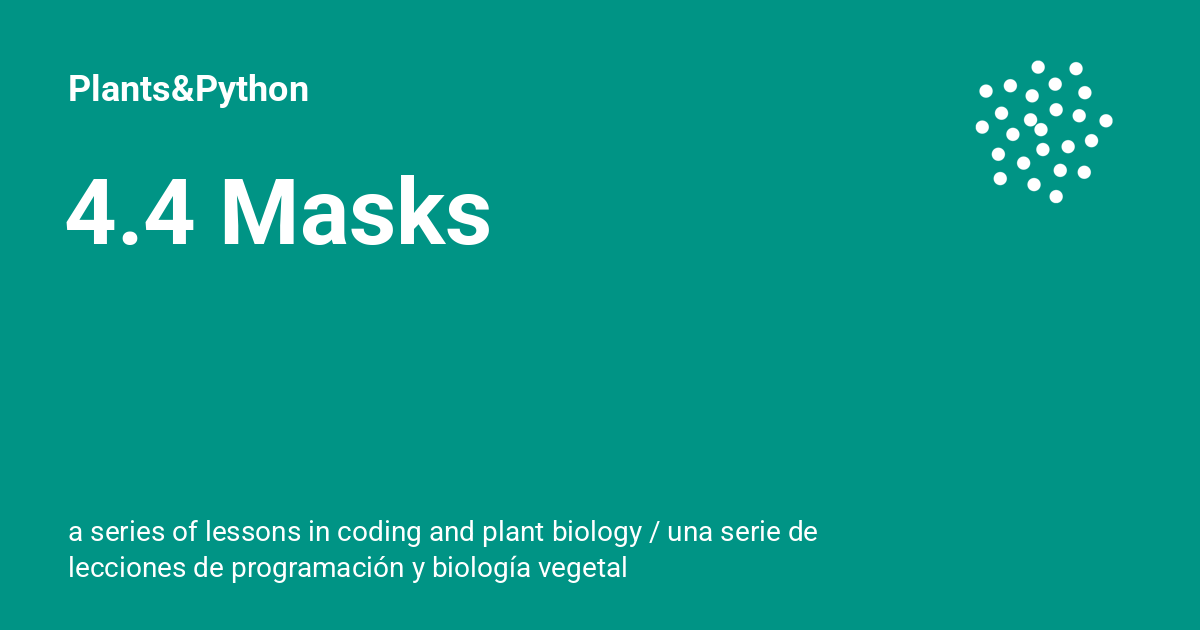 Plants&Python
4.4 Masks
a series of lessons in coding and plant biology / una serie de
lecciones de programación y biología vegetal